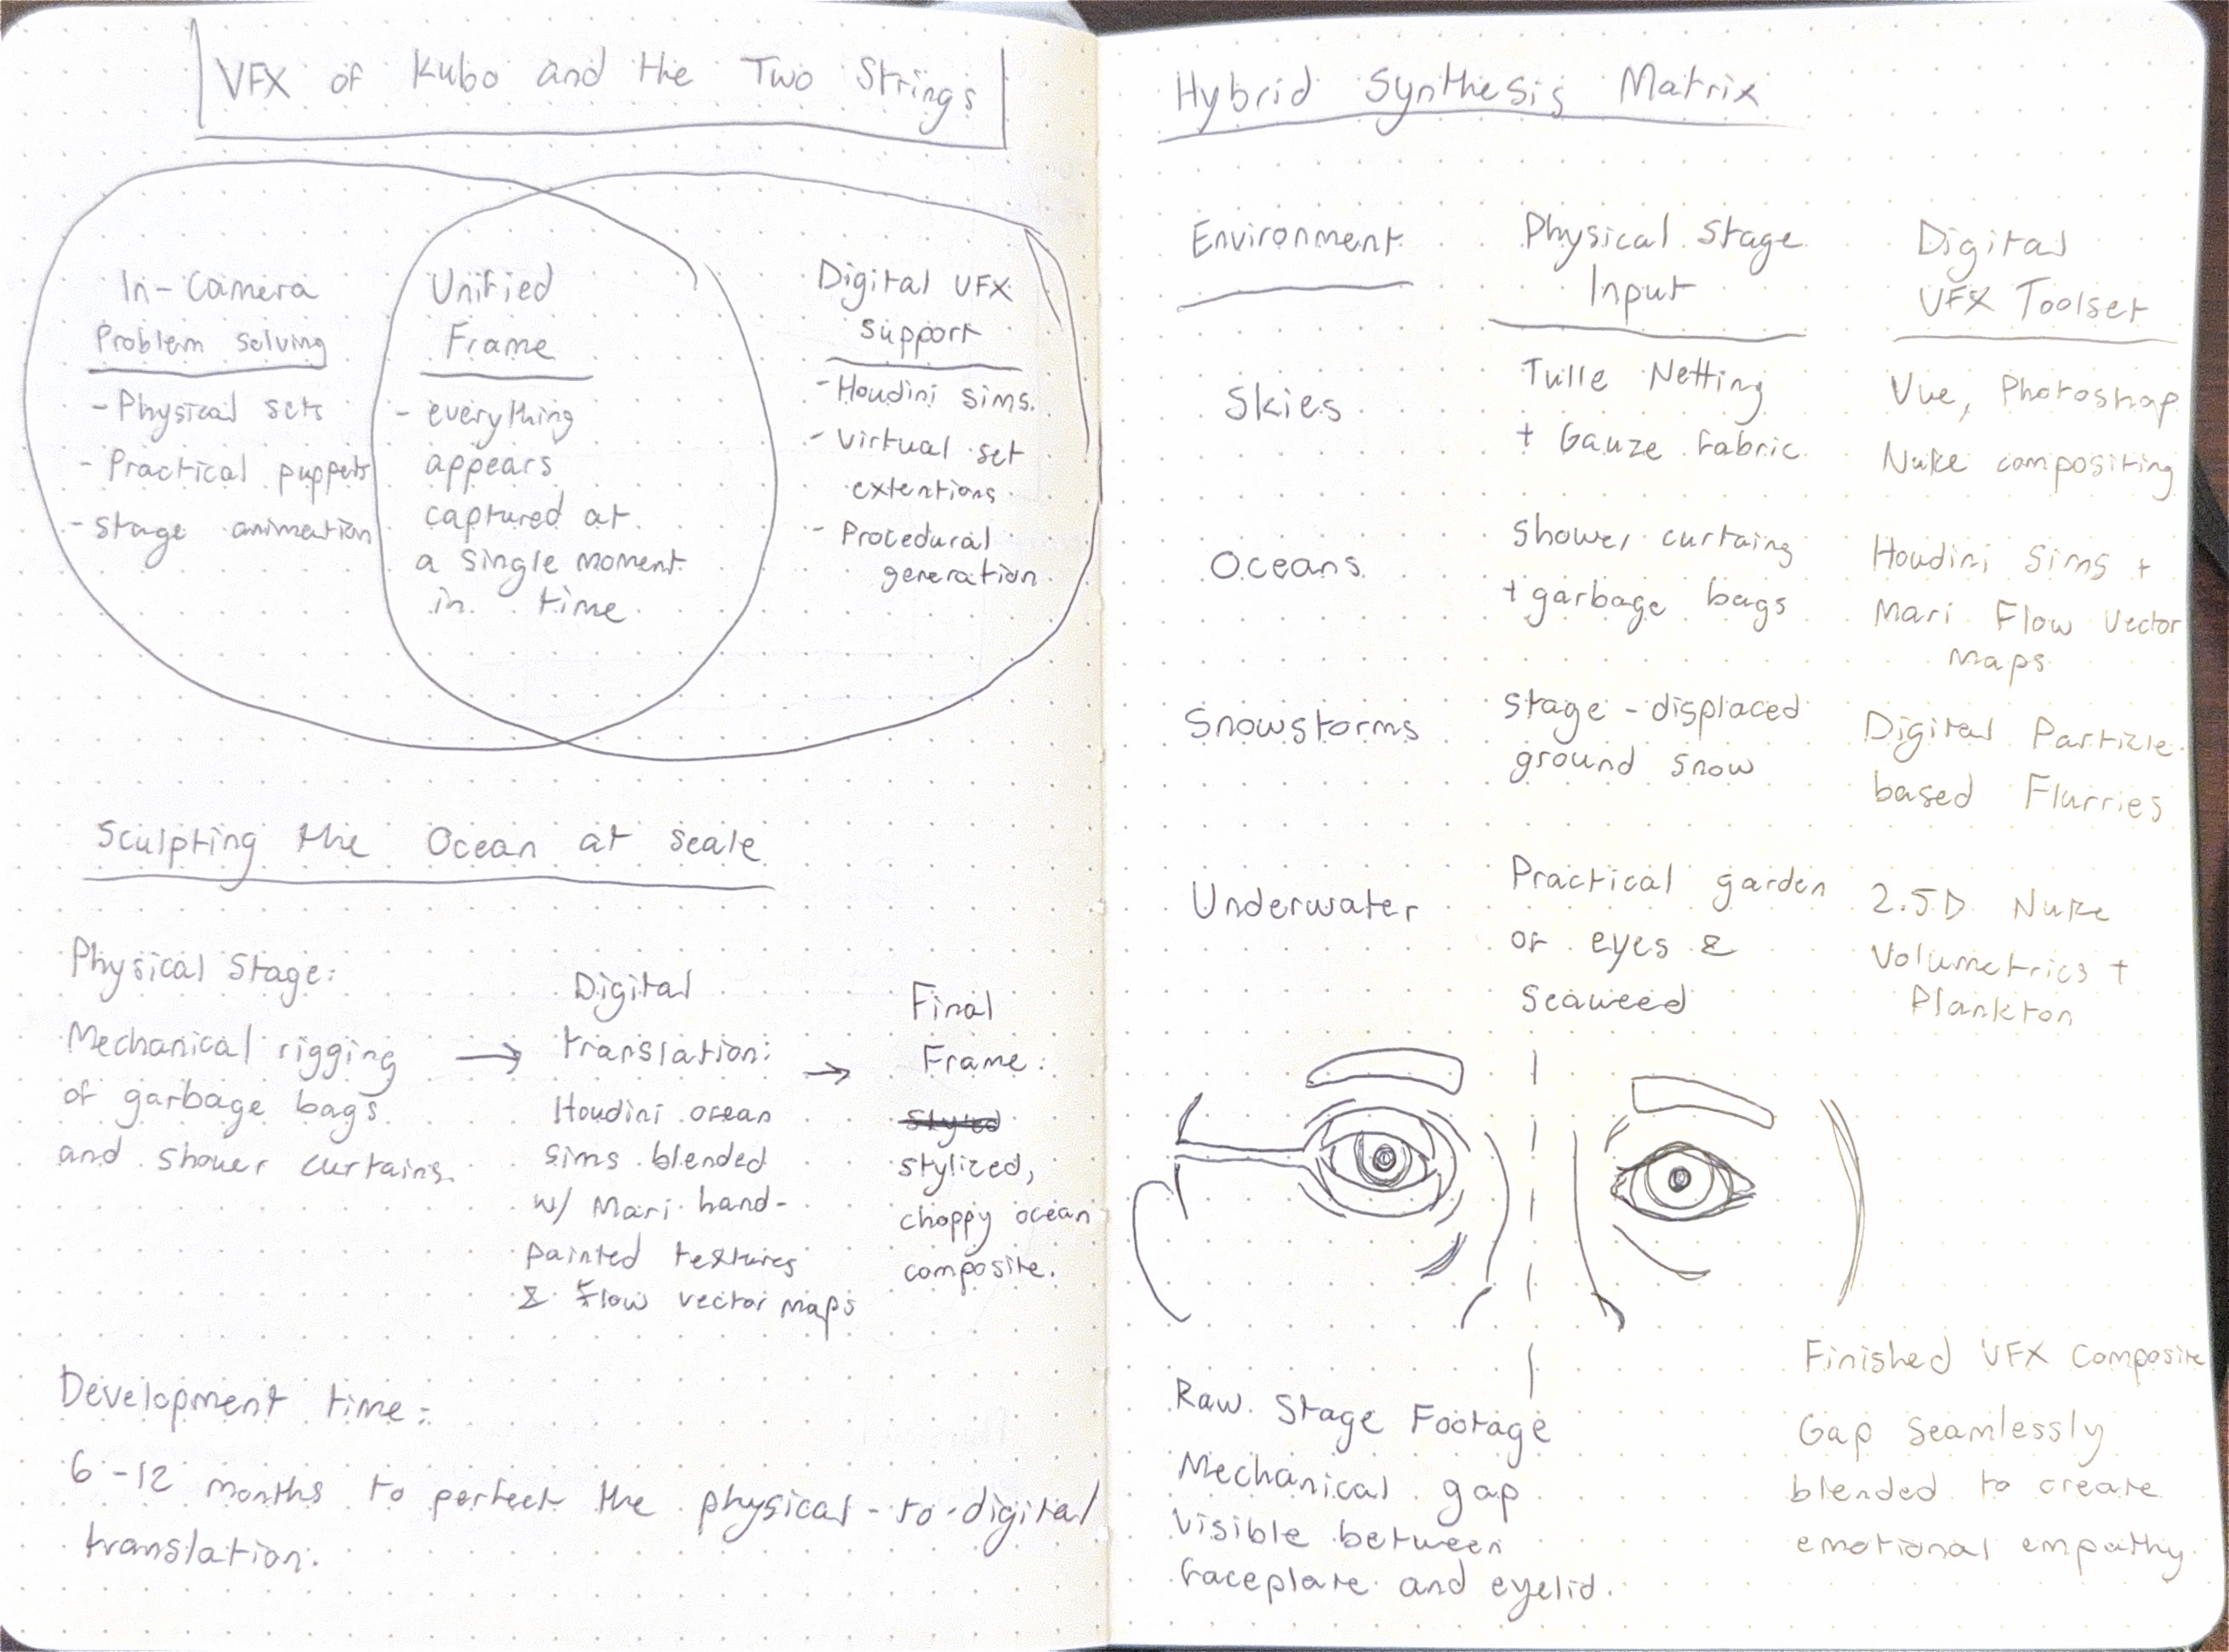 VFX of Kubo and the Two Strings
In-Camera
Problem solving
- Physical sets
- Practical puppets
- Stage animation
Unified
Frame
- everything
appears
captured at
a single moment
in time
Digital VFX
Support
- Houdini Sims.
- Virtual set
extentions
- Procedural
generation
Sculpting the Ocean at scale
Physical Stage:
Mechanical rigging
of garbage bags
and shower curtains.
→
Digital
translation:
Houdini ocean
sims blended
w/ Mari hand-
painted textures
& Flow vector maps
→
Final
Frame:
styled
stylized,
choppy ocean
composite.
Development time:
6-12 months to perfect the physical-to-digital
translation.
Hybrid Synthesis Matrix
Environment
Physical Stage
Input
Digital
VFX Toolset
Skies
Tulle Netting
+ Gauze Fabric
Vue, Photoshop
Nuke compositing
Oceans
Shower curtains
+ garbage bags
Houdini Sims +
Mari Flow Vector
Maps
Snowstorms
Stage-displaced
ground snow
Digital Particle
based Flurries
Underwater
Practical garden
of eyes &
Seaweed
2.5D Nuke
Volumetrics +
Plankton
Raw Stage Footage
Mechanical gap
visible between
faceplate and eyelid.
Finished VFX Composite
Gap seamlessly
blended to create
emotional empathy.